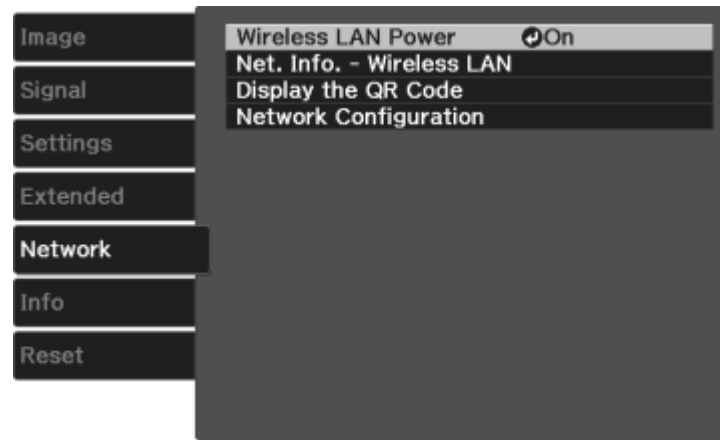 Image
Signal
Settings
Extended
Network
Info
Reset
Wireless LAN Power On
Net. Info. - Wireless LAN
Display the QR Code
Network Configuration